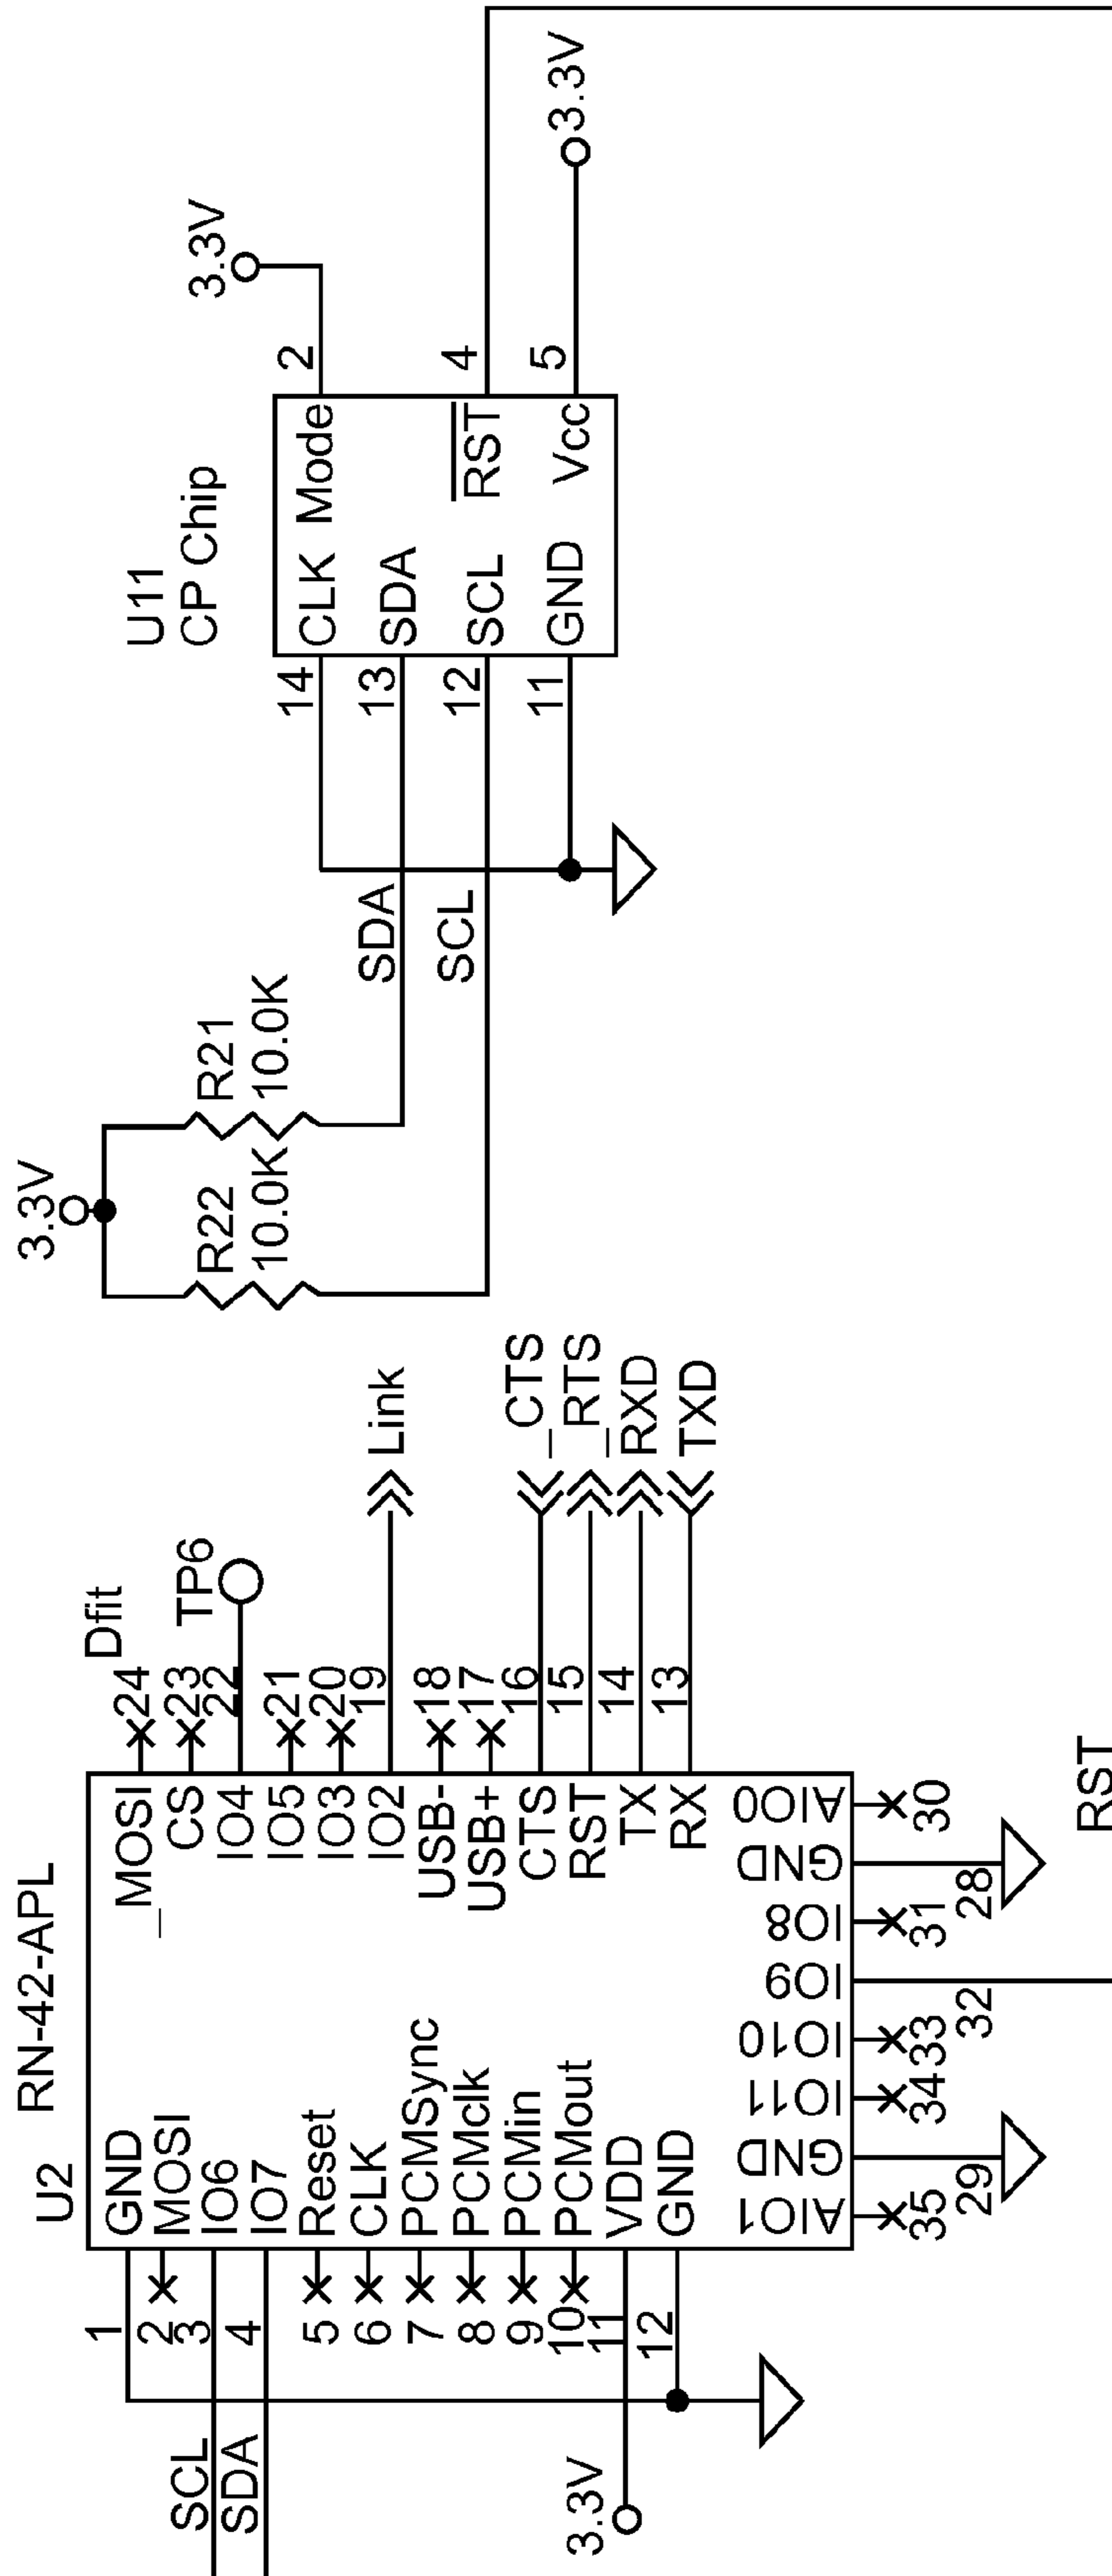 U2
RN-42-APL
GND
_MOSI
MOSI
CS
IO6
IO4
IO7
IO5
Reset
IO3
CLK
IO2
PCMSync
USB-
PCMclk
USB+
PCMin
CTS
PCMout
RST
VDD
TX
GND
RX
AIO1
GND
IO11
IO10
IO9
IO8
GND
AIO0
1
2
3
4
5
6
7
8
9
10
11
12
SCL
SDA
3.3V
24
Dfit
23
22
TP6
21
20
19
Link
18
17
16
_CTS
15
_RTS
14
RXD
13
TXD
35
29
34
33
32
31
28
30
RST
3.3V
R22
10.0K
R21
10.0K
SDA
SCL
U11
CP Chip
14
CLK Mode
2
3.3V
13
SDA
12
SCL
RST
4
11
GND
Vcc
5
3.3V